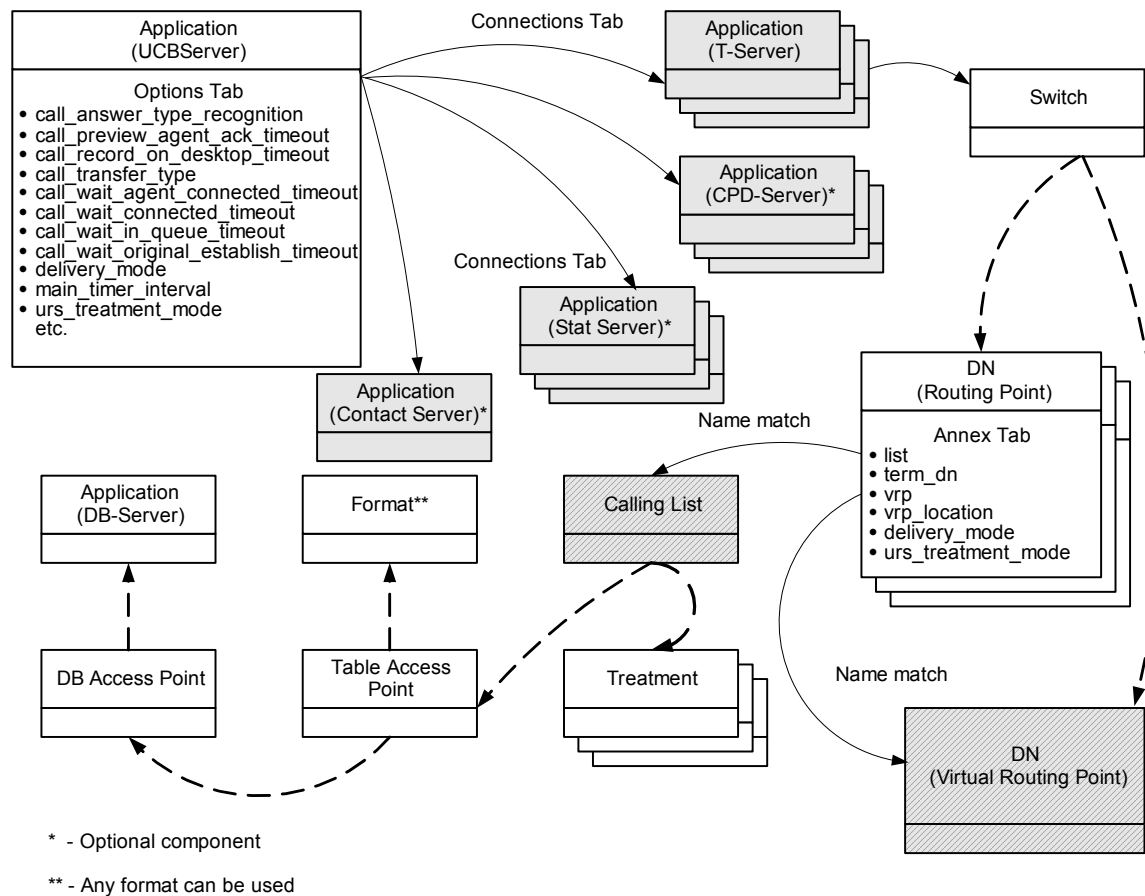 Application
(UCBServer)
Options Tab
• call_answer_type_recognition
• call_preview_agent_ack_timeout
• call_record_on_desktop_timeout
• call_transfer_type
• call_wait_agent_connected_timeout
• call_wait_connected_timeout
• call_wait_in_queue_timeout
• call_wait_original_establish_timeout
• delivery_mode
• main_timer_interval
• urs_treatment_mode
etc.
Connections Tab
Application
(T-Server)
Switch
Application
(CPD-Server)*
Connections Tab
Application
(Stat Server)*
Application
(Contact Server)*
DN
(Routing Point)
Annex Tab
• list
• term_dn
• vrp
• vrp_location
• delivery_mode
• urs_treatment_mode
Name match
Application
(DB-Server)
Format**
Calling List
DB Access Point
Table Access
Point
Treatment
Name match
DN
(Virtual Routing Point)
* - Optional component
** - Any format can be used